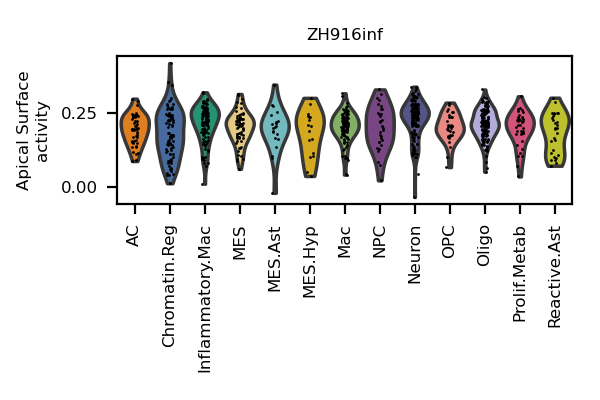 ZH916inf
Apical Surface
activity
0.25
0.00
AC
Chromatin.Reg
Inflammatory.Mac
MES
MES.Ast
MES.Hyp
Mac
NPC
Neuron
OPC
Oligo
Prolif.Metab
Reactive.Ast